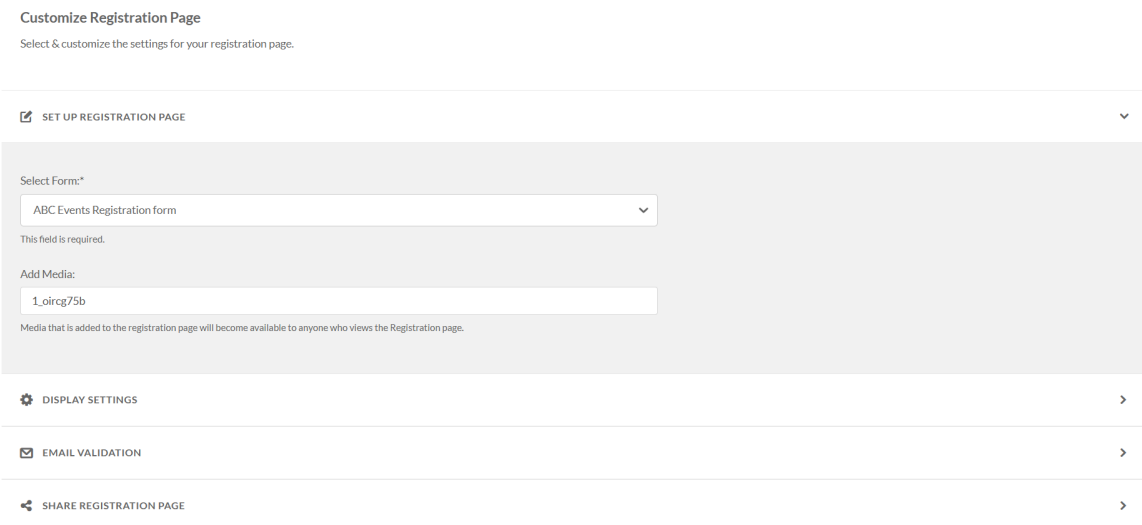 Customize Registration Page
Select & customize the settings for your registration page.
SET UP REGISTRATION PAGE
Select Form:*
ABC Events Registration form
This field is required.
Add Media:
1_oircg75b
Media that is added to the registration page will become available to anyone who views the Registration page.
DISPLAY SETTINGS
EMAIL VALIDATION
SHARE REGISTRATION PAGE